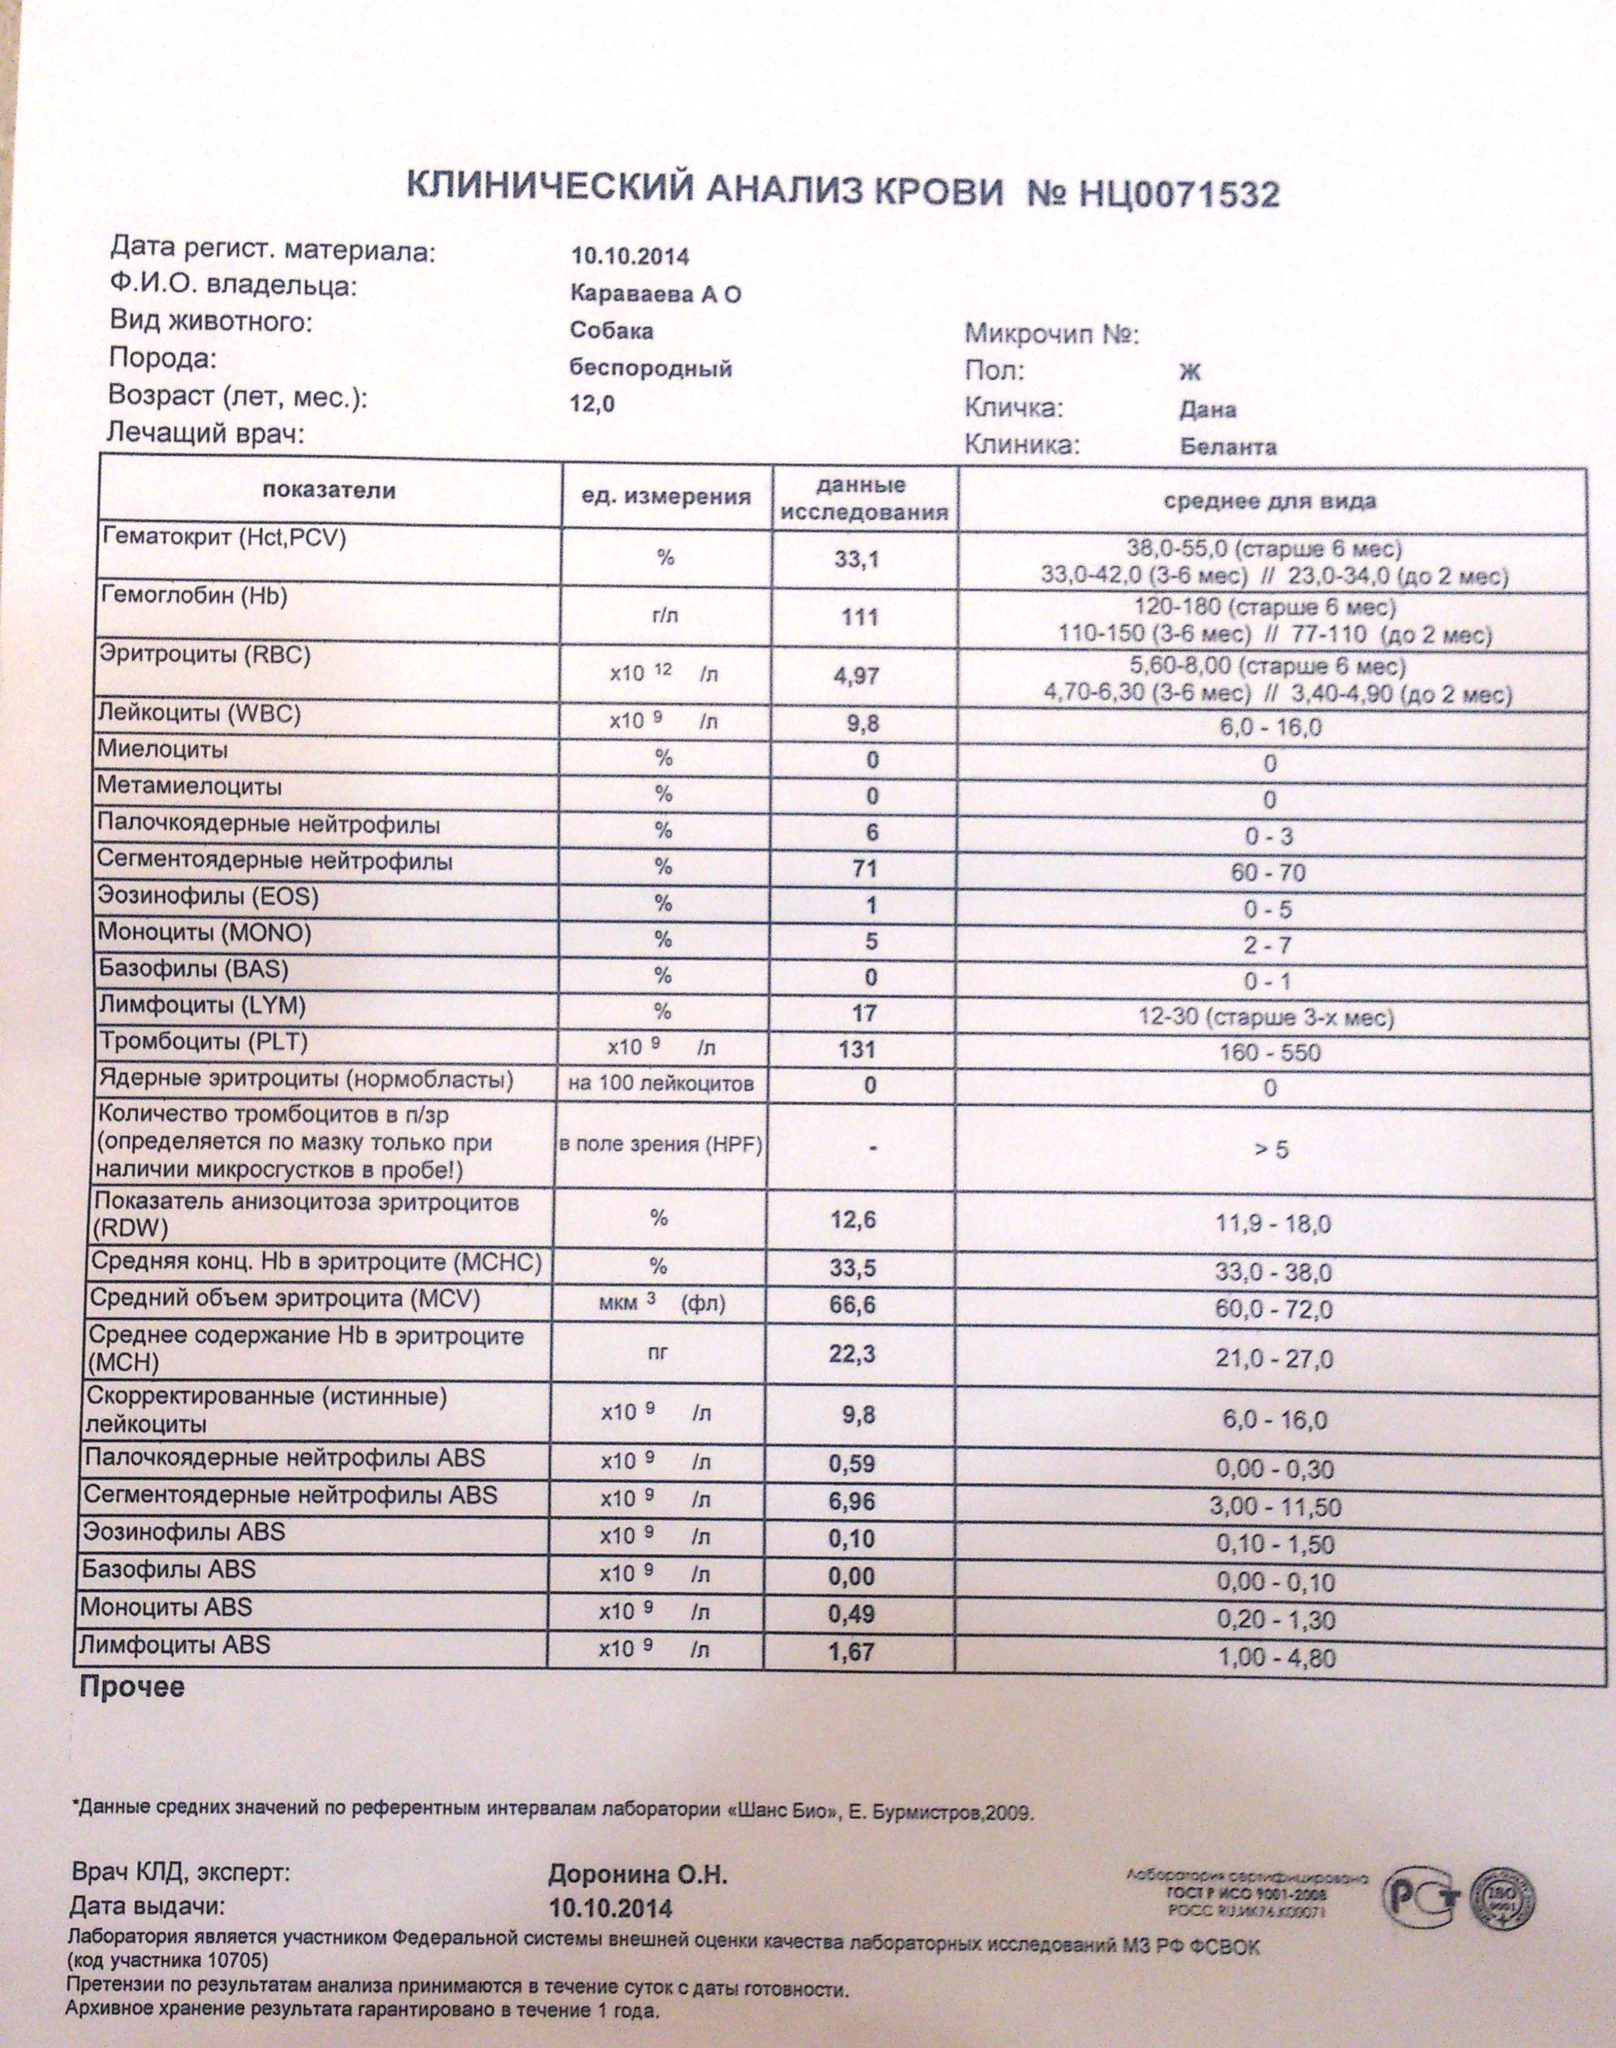 КЛИНИЧЕСКИЙ АНАЛИЗ КРОВИ № НЦ0071532
Дата регист. материала: 10.10.2014
Ф.И.О. владельца: Караваева А О
Вид животного: Собака Микрочип №:
Порода: беспородный Пол: Ж
Возраст (лет, мес.): 12,0 Кличка: Дана
Лечащий врач: Клиника: Беланта
показатели ед. измерения данные исследования среднее для вида
Гематокрит (Hct,PCV) % 33,1 38,0-55,0 (старше 6 мес)
33,0-42,0 (3-6 мес) // 23,0-34,0 (до 2 мес)
Гемоглобин (Hb) г/л 111 120-180 (старше 6 мес)
110-150 (3-6 мес) // 77-110 (до 2 мес)
Эритроциты (RBC) х10 12 /л 4,97 5,60-8,00 (старше 6 мес)
4,70-6,30 (3-6 мес) // 3,40-4,90 (до 2 мес)
Лейкоциты (WBC) х10 9 /л 9,8 6,0 - 16,0
Миелоциты % 0 0
Метамиелоциты % 0 0
Палочкоядерные нейтрофилы % 6 0 - 3
Сегментоядерные нейтрофилы % 71 60 - 70
Эозинофилы (EOS) % 1 0 - 5
Моноциты (MONO) % 5 2 - 7
Базофилы (BAS) % 0 0 - 1
Лимфоциты (LYM) % 17 12-30 (старше 3-х мес)
Тромбоциты (PLT) х10 9 /л 131 160 - 550
Ядерные эритроциты (нормобласты) на 100 лейкоцитов 0 0
Количество тромбоцитов в п/зр
(определяется по мазку только при в поле зрения (HPF) - > 5
наличии микросгустков в пробе!)
Показатель анизоцитоза эритроцитов
(RDW) % 12,6 11,9 - 18,0
Средняя конц. Hb в эритроците (MCHC) % 33,5 33,0 - 38,0
Средний объем эритроцита (MCV) мкм 3 (фл) 66,6 60,0 - 72,0
Среднее содержание Hb в эритроците
(MCH) пг 22,3 21,0 - 27,0
Скорректированные (истинные)
лейкоциты х10 9 /л 9,8 6,0 - 16,0
Палочкоядерные нейтрофилы ABS х10 9 /л 0,59 0,00 - 0,30
Сегментоядерные нейтрофилы ABS х10 9 /л 6,96 3,00 - 11,50
Эозинофилы ABS х10 9 /л 0,10 0,10 - 1,50
Базофилы ABS х10 9 /л 0,00 0,00 - 0,10
Моноциты ABS х10 9 /л 0,49 0,20 - 1,30
Лимфоциты ABS х10 9 /л 1,67 1,00 - 4,80
Прочее
*Данные средних значений по референтным интервалам лаборатории «Шанс Био», Е. Бурмистров,2009.
Врач КЛД, эксперт: Доронина О.Н.
Дата выдачи: 10.10.2014
Лаборатория сертифицирована
ГОСТ Р ИСО 9001-2008
РОСС RU.ИК76.К00071
РСТ
ISO
9001
Лаборатория является участником Федеральной системы внешней оценки качества лабораторных исследований МЗ РФ ФСВОК
(код участника 10705)
Претензии по результатам анализа принимаются в течение суток с даты готовности.
Архивное хранение результата гарантировано в течение 1 года.